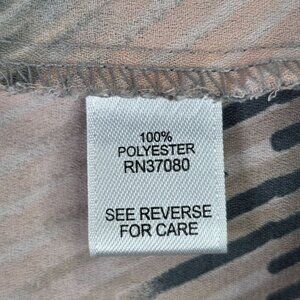 100%
POLYESTER
RN37080
SEE REVERSE
FOR CARE